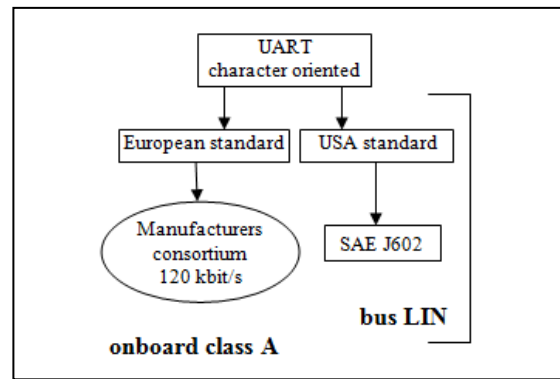 UART
character oriented
European standard
USA standard
Manufacturers
consortium
120 kbit/s
SAE J602
bus LIN
onboard class A